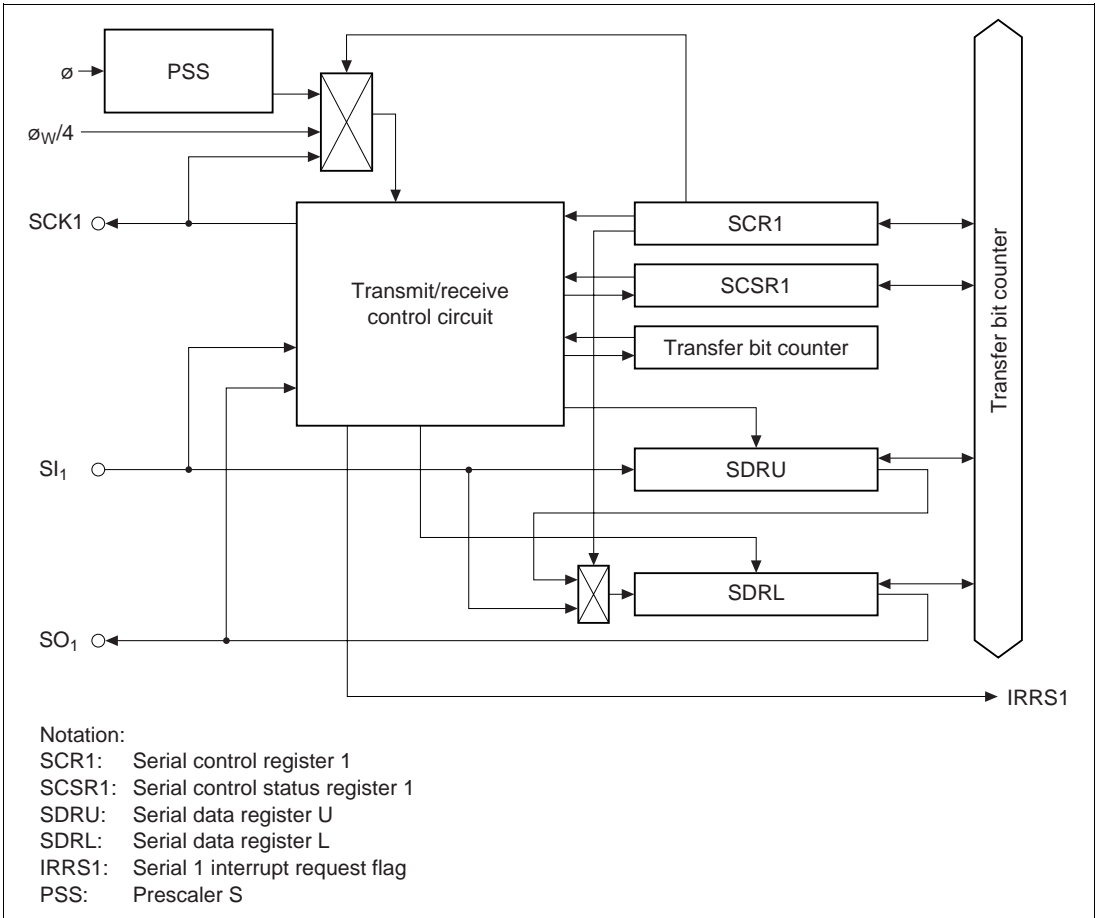 ø
PSS
øW/4
SCK1
SCR1
Transmit/receive
control circuit
SCSR1
Transfer bit counter
Transfer bit counter
SI1
SDRU
SDRL
SO1
IRRS1
Notation:
SCR1: Serial control register 1
SCSR1: Serial control status register 1
SDRU: Serial data register U
SDRL: Serial data register L
IRRS1: Serial 1 interrupt request flag
PSS: Prescaler S